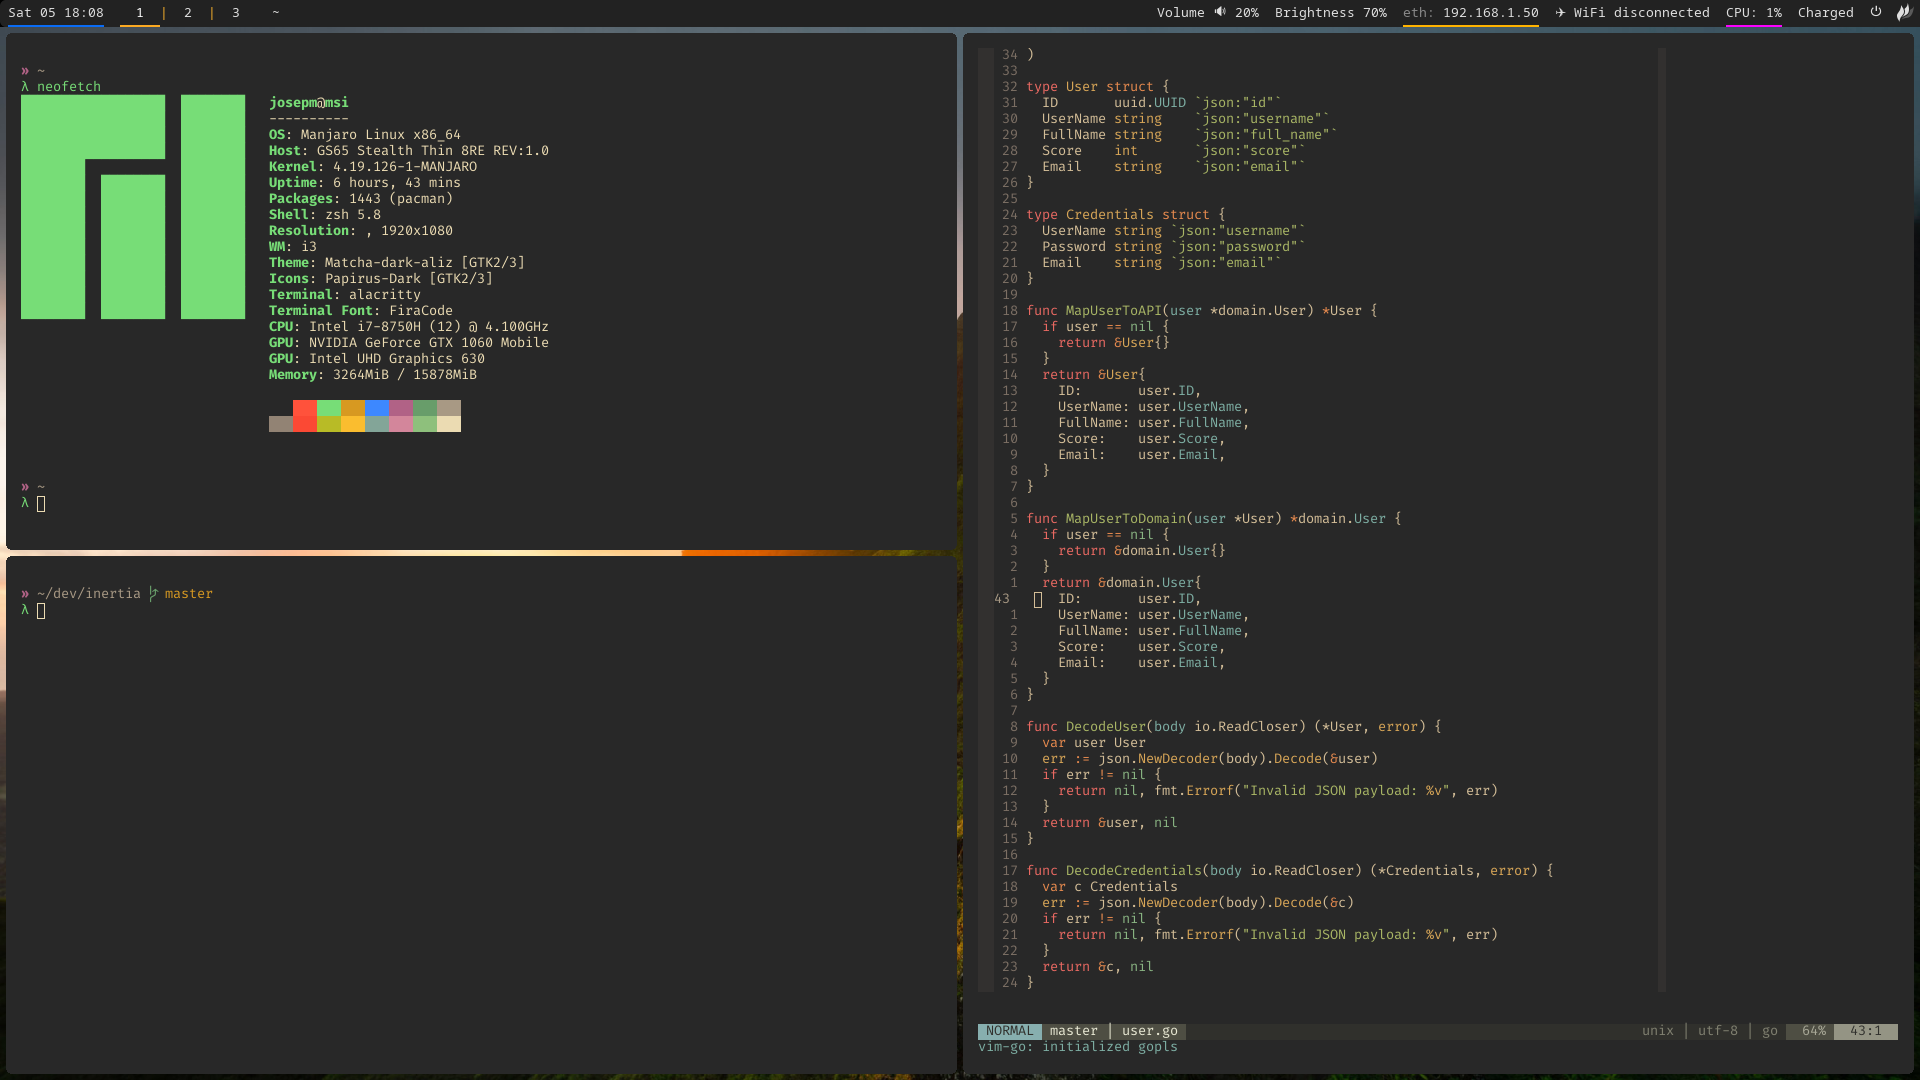 Sat 05 18:08 1 | 2 | 3 ~ Volume 20% Brightness 70% eth: 192.168.1.50 ✈ WiFi disconnected CPU: 1% Charged
» ~
λ neofetch
josepm@msi
----------
OS: Manjaro Linux x86_64
Host: GS65 Stealth Thin 8RE REV:1.0
Kernel: 4.19.126-1-MANJARO
Uptime: 6 hours, 43 mins
Packages: 1443 (pacman)
Shell: zsh 5.8
Resolution: , 1920x1080
WM: i3
Theme: Matcha-dark-aliz [GTK2/3]
Icons: Papirus-Dark [GTK2/3]
Terminal: alacritty
Terminal Font: FiraCode
CPU: Intel i7-8750H (12) @ 4.100GHz
GPU: NVIDIA GeForce GTX 1060 Mobile
GPU: Intel UHD Graphics 630
Memory: 3264MiB / 15878MiB
» ~
λ
» ~/dev/inertia master
λ
34 )
33
32 type User struct {
31   ID       uuid.UUID `json:"id"`
30   UserName string    `json:"username"`
29   FullName string    `json:"full_name"`
28   Score    int       `json:"score"`
27   Email    string    `json:"email"`
26 }
25
24 type Credentials struct {
23   UserName string `json:"username"`
22   Password string `json:"password"`
21   Email    string `json:"email"`
20 }
19
18 func MapUserToAPI(user *domain.User) *User {
17   if user == nil {
16     return &User{}
15   }
14   return &User{
13     ID:       user.ID,
12     UserName: user.UserName,
11     FullName: user.FullName,
10     Score:    user.Score,
9     Email:    user.Email,
8   }
7 }
6
5 func MapUserToDomain(user *User) *domain.User {
4   if user == nil {
3     return &domain.User{}
2   }
1   return &domain.User{
43     ID:       user.ID,
1     UserName: user.UserName,
2     FullName: user.FullName,
3     Score:    user.Score,
4     Email:    user.Email,
5   }
6 }
7
8 func DecodeUser(body io.ReadCloser) (*User, error) {
9   var user User
10   err := json.NewDecoder(body).Decode(&user)
11   if err != nil {
12     return nil, fmt.Errorf("Invalid JSON payload: %v", err)
13   }
14   return &user, nil
15 }
16
17 func DecodeCredentials(body io.ReadCloser) (*Credentials, error) {
18   var c Credentials
19   err := json.NewDecoder(body).Decode(&c)
20   if err != nil {
21     return nil, fmt.Errorf("Invalid JSON payload: %v", err)
22   }
23   return &c, nil
24 }
NORMAL master | user.go unix | utf-8 | go 64% 43:1
vim-go: initialized gopls